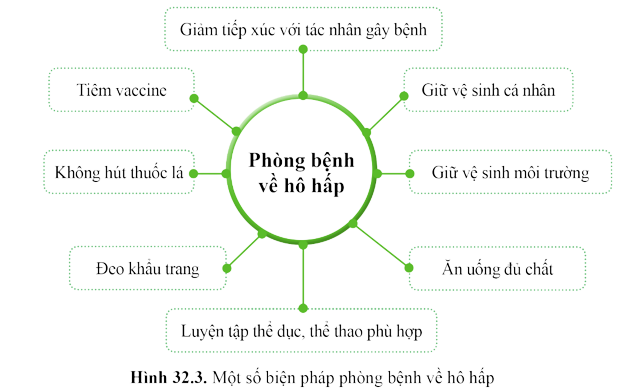 Giảm tiếp xúc với tác nhân gây bệnh
Tiêm vaccine
Giữ vệ sinh cá nhân
Phòng bệnh
về hô hấp
Không hút thuốc lá
Giữ vệ sinh môi trường
Đeo khẩu trang
Ăn uống đủ chất
Luyện tập thể dục, thể thao phù hợp
Hình 32.3. Một số biện pháp phòng bệnh về hô hấp